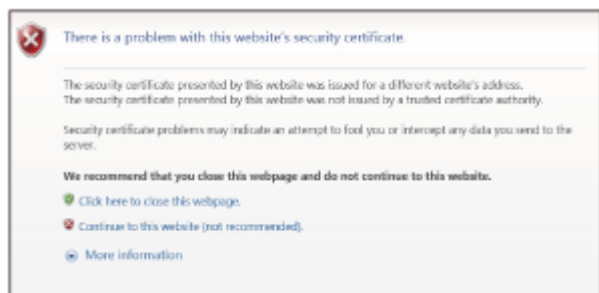 There is a problem with this website's security certificate.
The security certificate presented by this website was issued for a different website's address.
The security certificate presented by this website was not issued by a trusted certificate authority.
Security certificate problems may indicate an attempt to fool you or intercept any data you send to the
server.
We recommend that you close this webpage and do not continue to this website.
Click here to close this webpage.
Continue to this website (not recommended).
More information